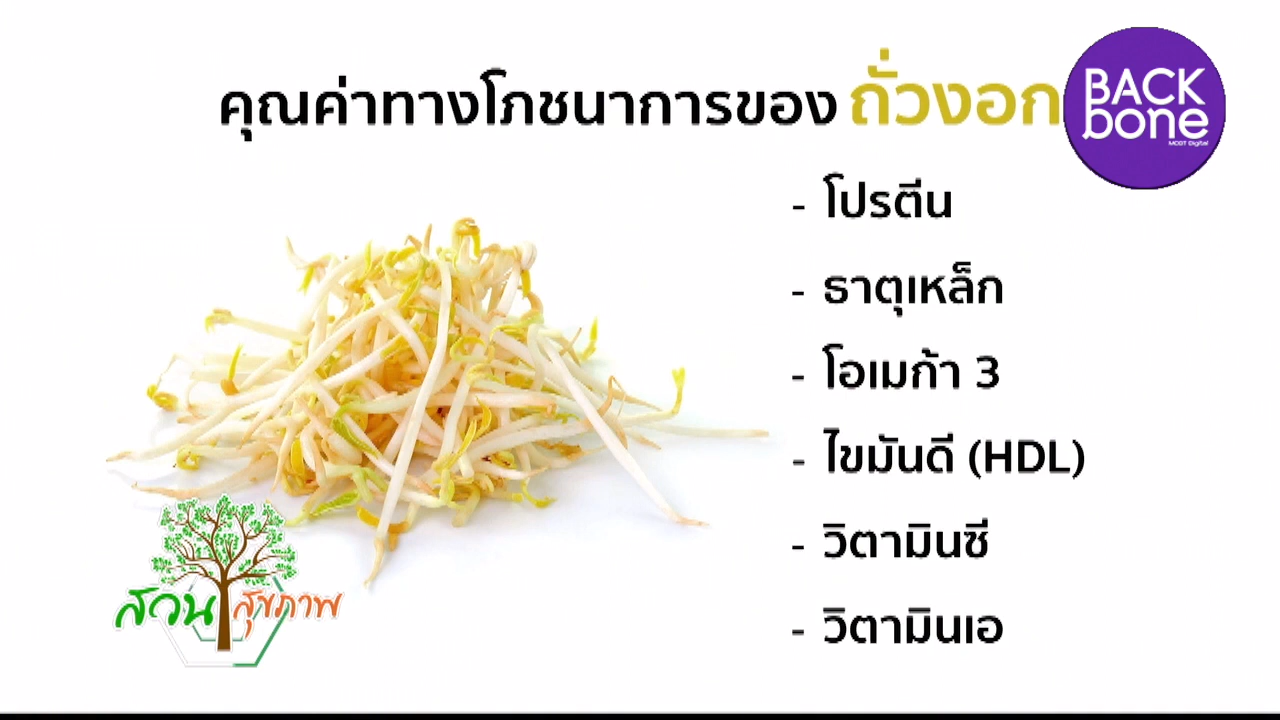 คุณค่าทางโภชนาการของ ถั่วงอก
BACK
bone
MCOT Digital
- โปรตีน
- ธาตุเหล็ก
- โอเมก้า 3
- ไขมันดี (HDL)
- วิตามินซี
- วิตามินเอ
สวนสุขภาพ